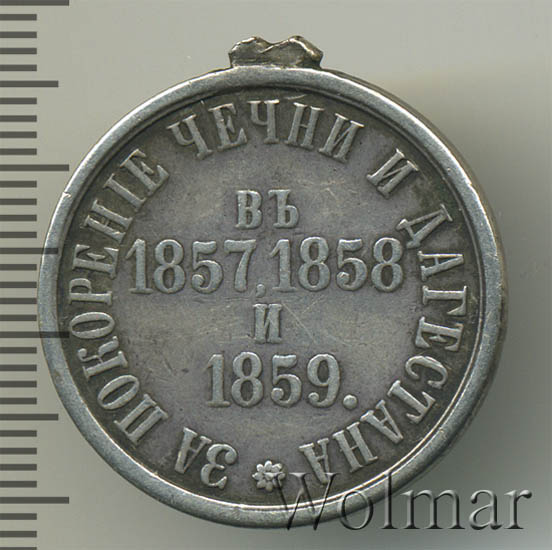 ЗА ПОКОРЕНІЕ ЧЕЧНИ И ДАГЕСТАНА
ВЪ
1857, 1858
И
1859.
Wolmar